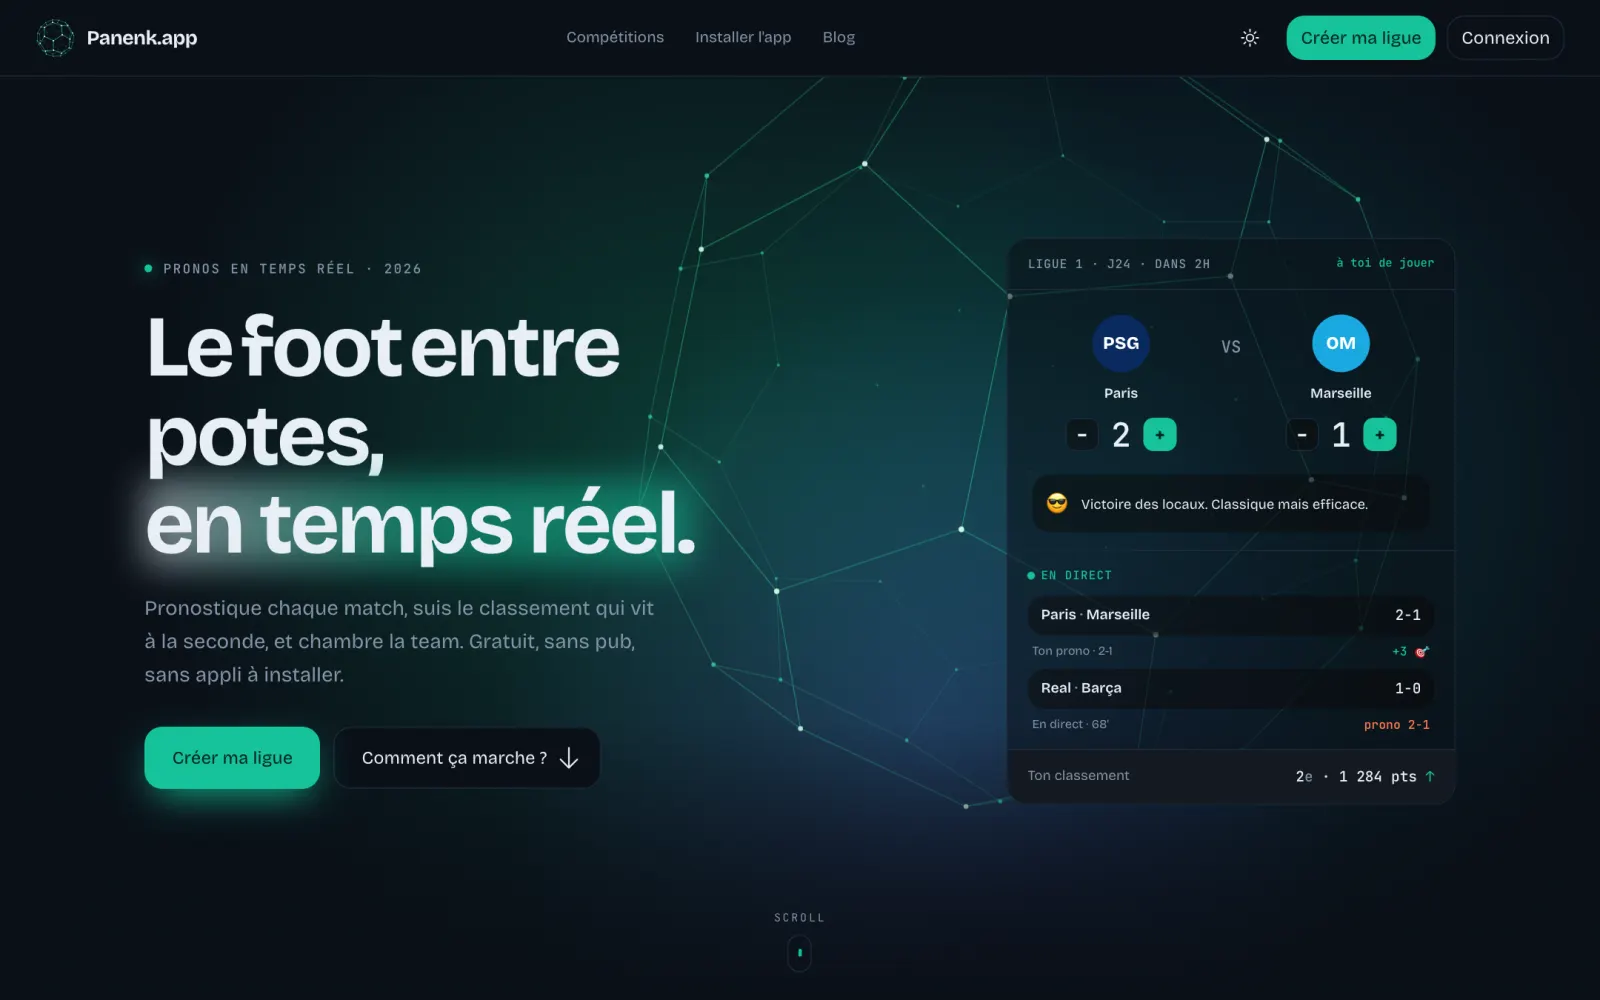 Panenk.app
Compétitions
Installer l'app
Blog
Créer ma ligue
Connexion
PRONOS EN TEMPS RÉEL · 2026
Le foot entre
potes,
en temps réel.
Pronostique chaque match, suis le classement qui vit
à la seconde, et chambre la team. Gratuit, sans pub,
sans appli à installer.
Créer ma ligue
Comment ça marche ?
LIGUE 1 · J24 · DANS 2H
à toi de jouer
PSG
VS
OM
Paris
Marseille
- 2 +
- 1 +
Victoire des locaux. Classique mais efficace.
EN DIRECT
Paris · Marseille
2-1
Ton prono · 2-1
+3
Real · Barça
1-0
En direct · 68'
prono 2-1
Ton classement
2e · 1 284 pts ↑
SCROLL